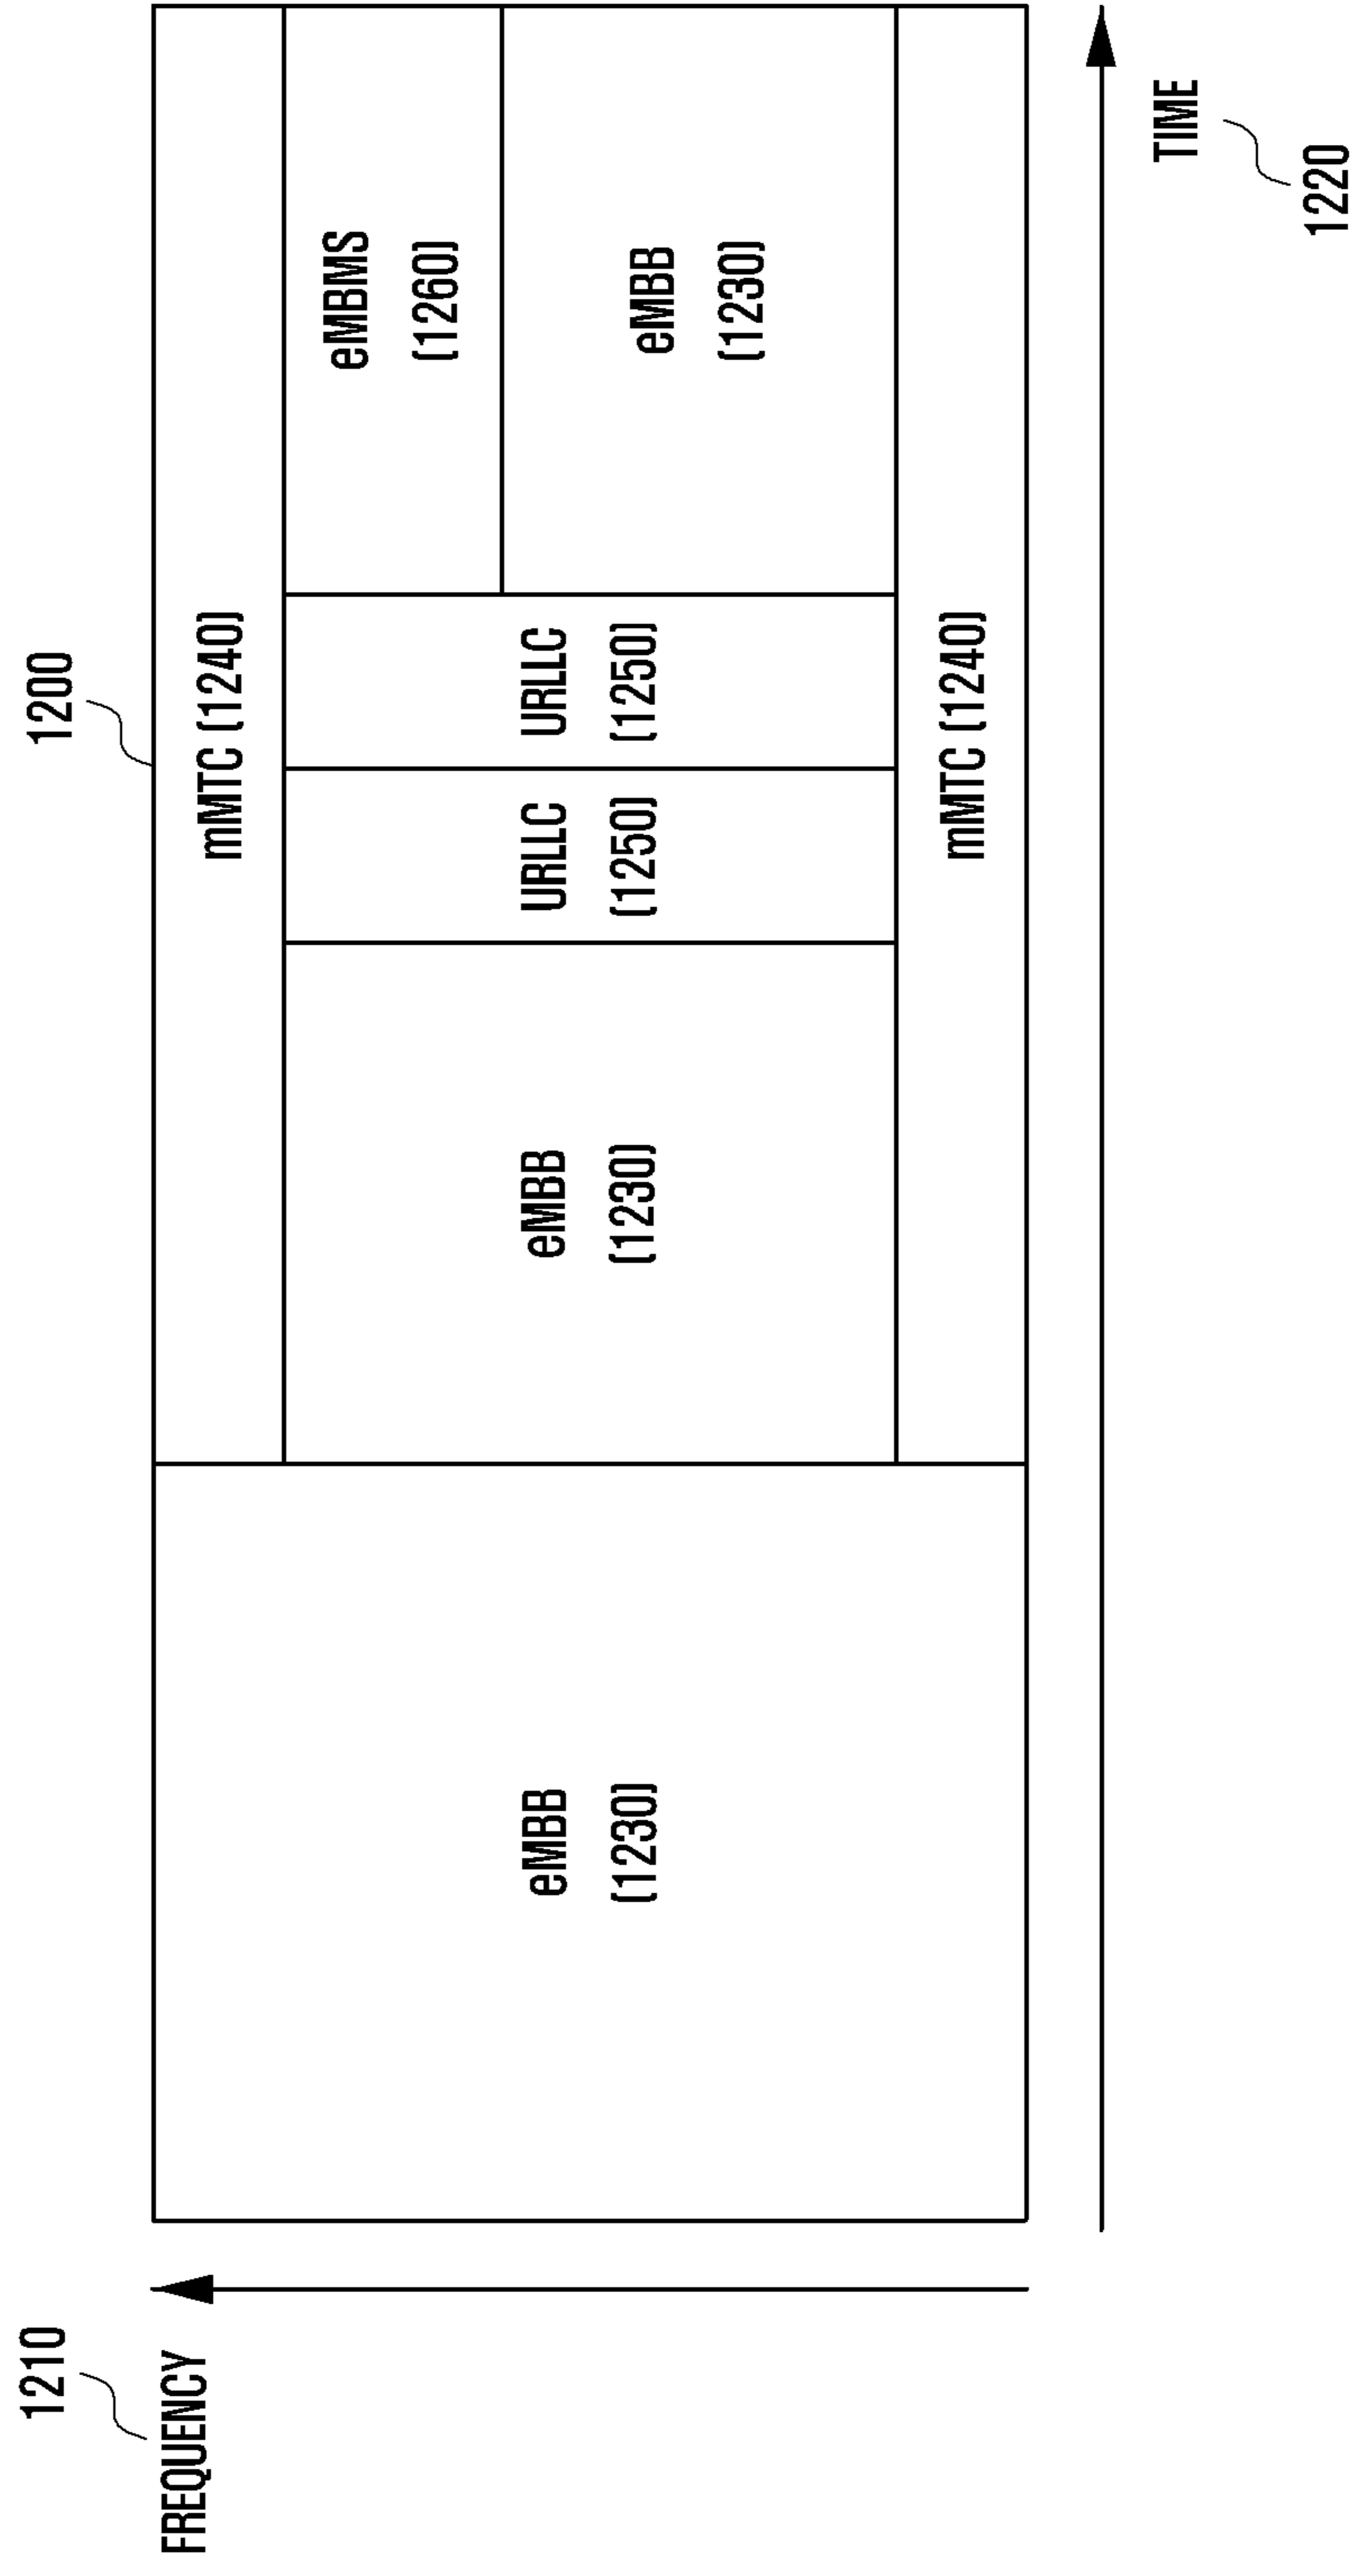 1200
1210
FREQUENCY
eMBB
(1230)
mMTC (1240)
eMBB
(1230)
URLLC
(1250)
URLLC
(1250)
eMBMS
(1260)
eMBB
(1230)
mMTC (1240)
TIME
1220